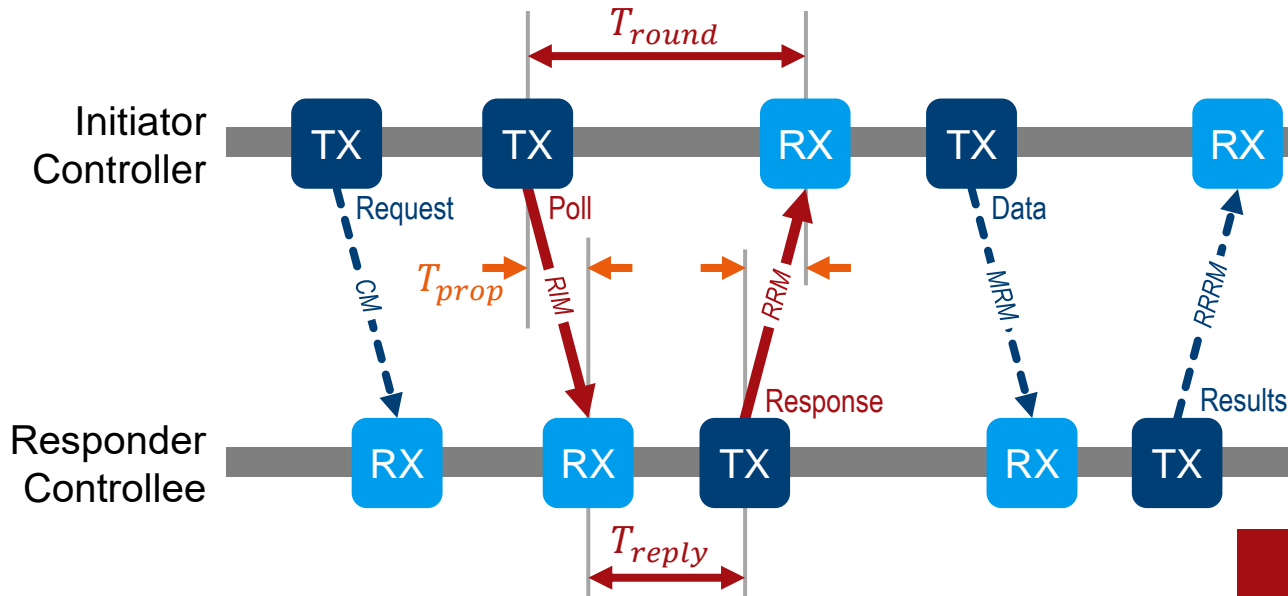 T_round
Initiator
Controller
TX
TX
RX
TX
RX
Request
Poll
Data
T_prop
CM
RIM
RRM
MRM
RRRM
Response
Results
Responder
Controllee
RX
RX
TX
RX
TX
T_reply